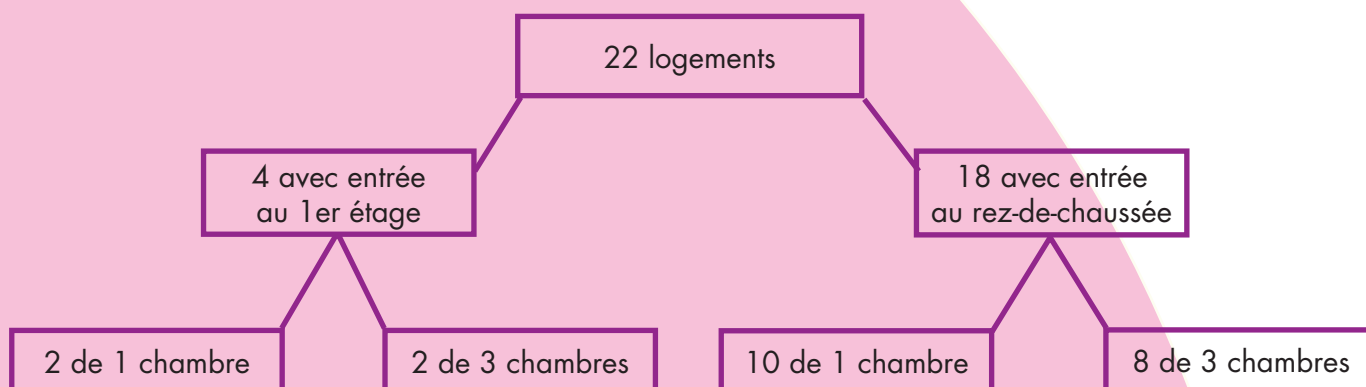 22 logements
4 avec entrée
au 1er étage
18 avec entrée
au rez-de-chaussée
2 de 1 chambre
2 de 3 chambres
10 de 1 chambre
8 de 3 chambres